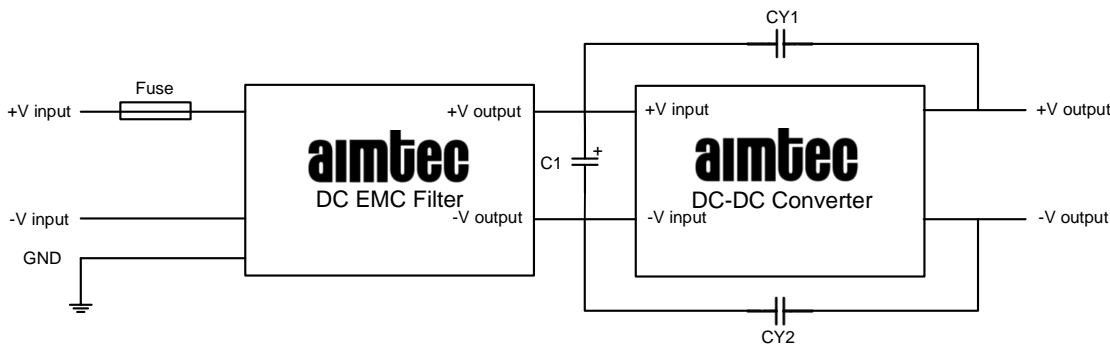 CY1
Fuse
+V input
+V output
+V input
+V output
aimtec
aimtec
C1
+
DC EMC Filter
DC-DC Converter
-V input
-V output
-V input
-V output
GND
CY2